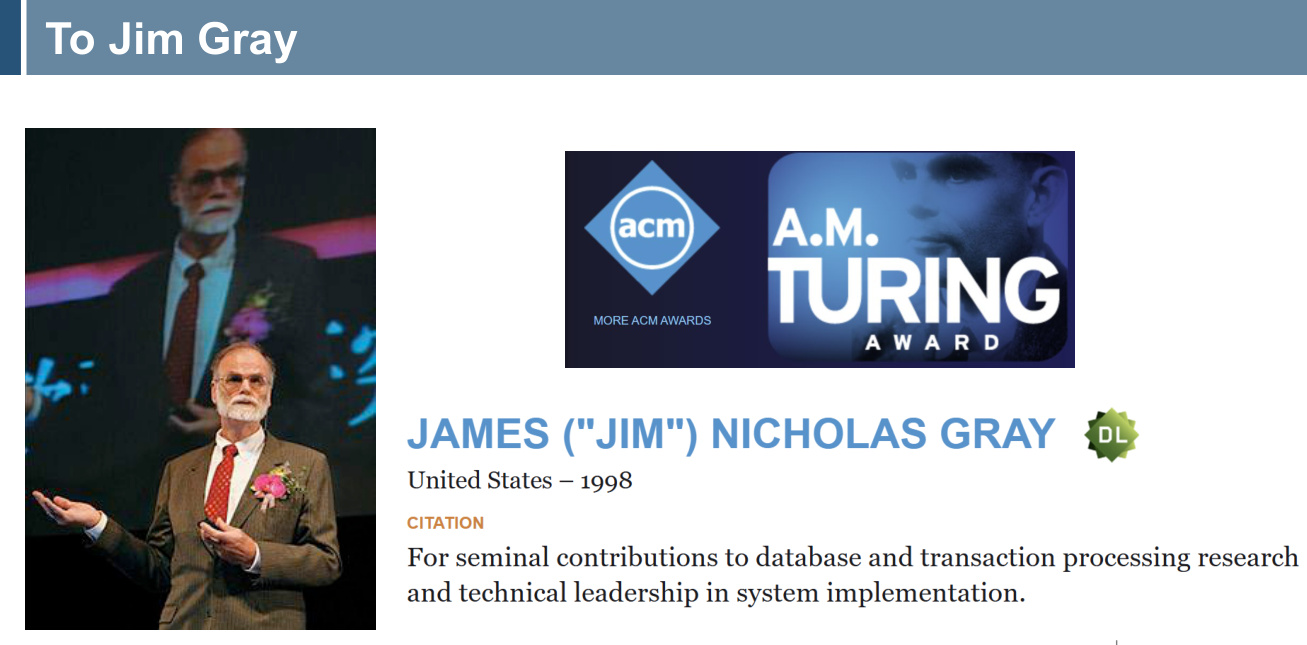 To Jim Gray
acm
MORE ACM AWARDS
A.M.
TURING
AWARD
JAMES ("JIM") NICHOLAS GRAY
DL
United States – 1998
CITATION
For seminal contributions to database and transaction processing research
and technical leadership in system implementation.